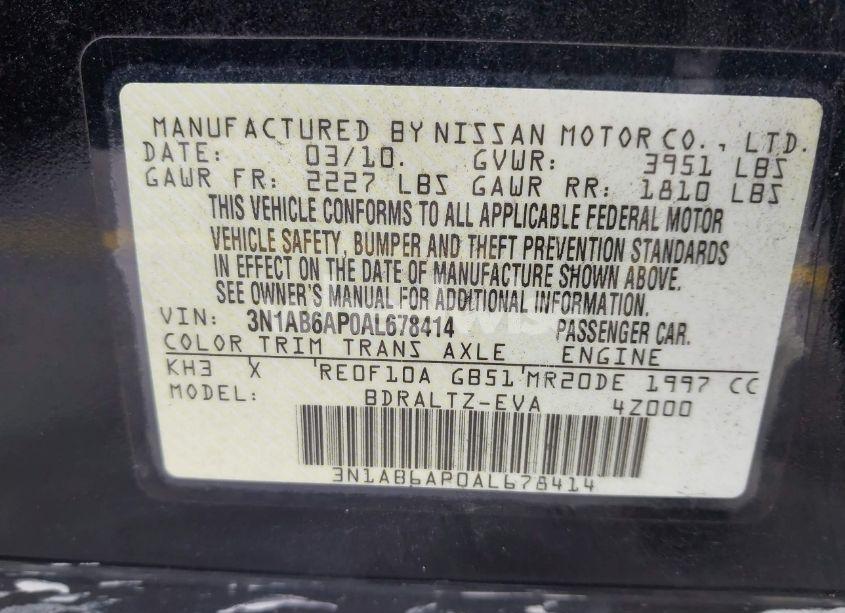 MANUFACTURED BY NISSAN MOTOR CO., LTD.
DATE: 03/10. GVWR: 3951 LBS
GAWR FR: 2227 LBS GAWR RR: 1810 LBS
THIS VEHICLE CONFORMS TO ALL APPLICABLE FEDERAL MOTOR
VEHICLE SAFETY, BUMPER AND THEFT PREVENTION STANDARDS
IN EFFECT ON THE DATE OF MANUFACTURE SHOWN ABOVE.
SEE OWNER'S MANUAL FOR ADDITIONAL INFORMATION.
VIN: 3N1AB6AP0AL678414 PASSENGER CAR.
COLOR TRIM TRANS AXLE ENGINE
KH3 X RE0F10A GB51 MR20DE 1997 CC
MODEL: BDRALTZ-EVA 4Z000
3N1AB6AP0AL678414